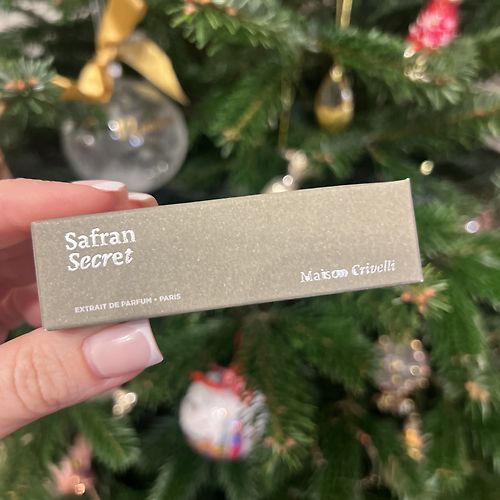 Safran
Secret
Maison Crivelli
EXTRAIT DE PARFUM • PARIS